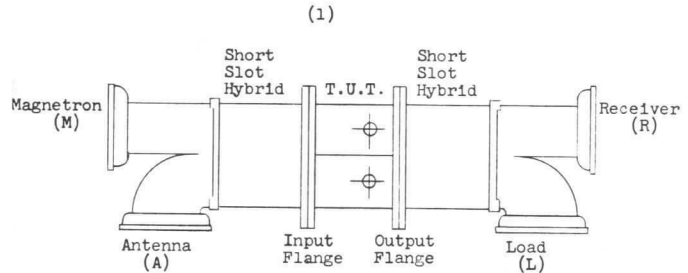 (1)
Short
Slot
Hybrid
T.U.T.
Short
Slot
Hybrid
Magnetron
(M)
Receiver
(R)
Antenna
(A)
Input
Flange
Output
Flange
Load
(L)